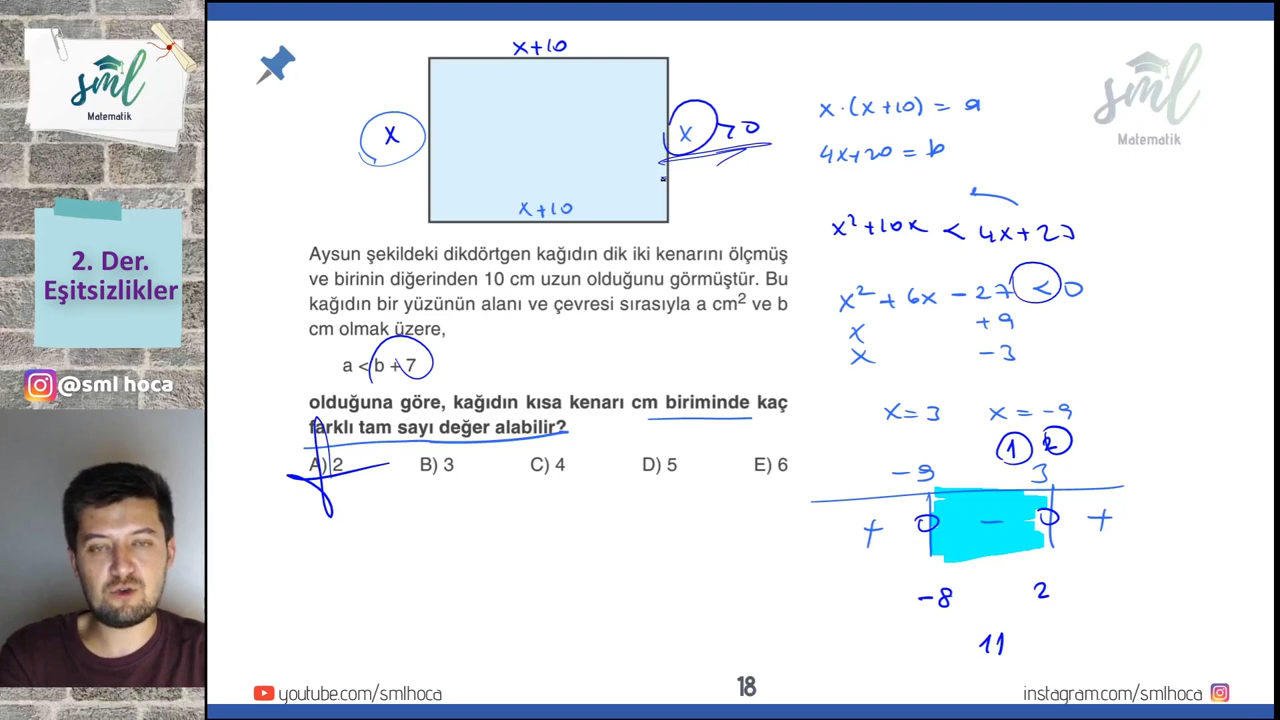 sml
Matematik
2. Der.
Eşitsizlikler
@sml hoca
x+10
x
x > 0
x+10
Aysun şekildeki dikdörtgen kağıdın dik iki kenarını ölçmüş
ve birinin diğerinden 10 cm uzun olduğunu görmüştür. Bu
kağıdın bir yüzünün alanı ve çevresi sırasıyla a cm² ve b
cm olmak üzere,
a < b + 7
olduğuna göre, kağıdın kısa kenarı cm biriminde kaç
farklı tam sayı değer alabilir?
A) 2 B) 3 C) 4 D) 5 E) 6
sml
Matematik
x·(x+10) = a
4x+20 = b
x²+10x < 4x+27
x² + 6x - 27 < 0
x +9
x -3
x=3 x=-9
1 2
-9 3
+ 0 - 0 +
-8 2
11
youtube.com/smlhoca
18
instagram.com/smlhoca